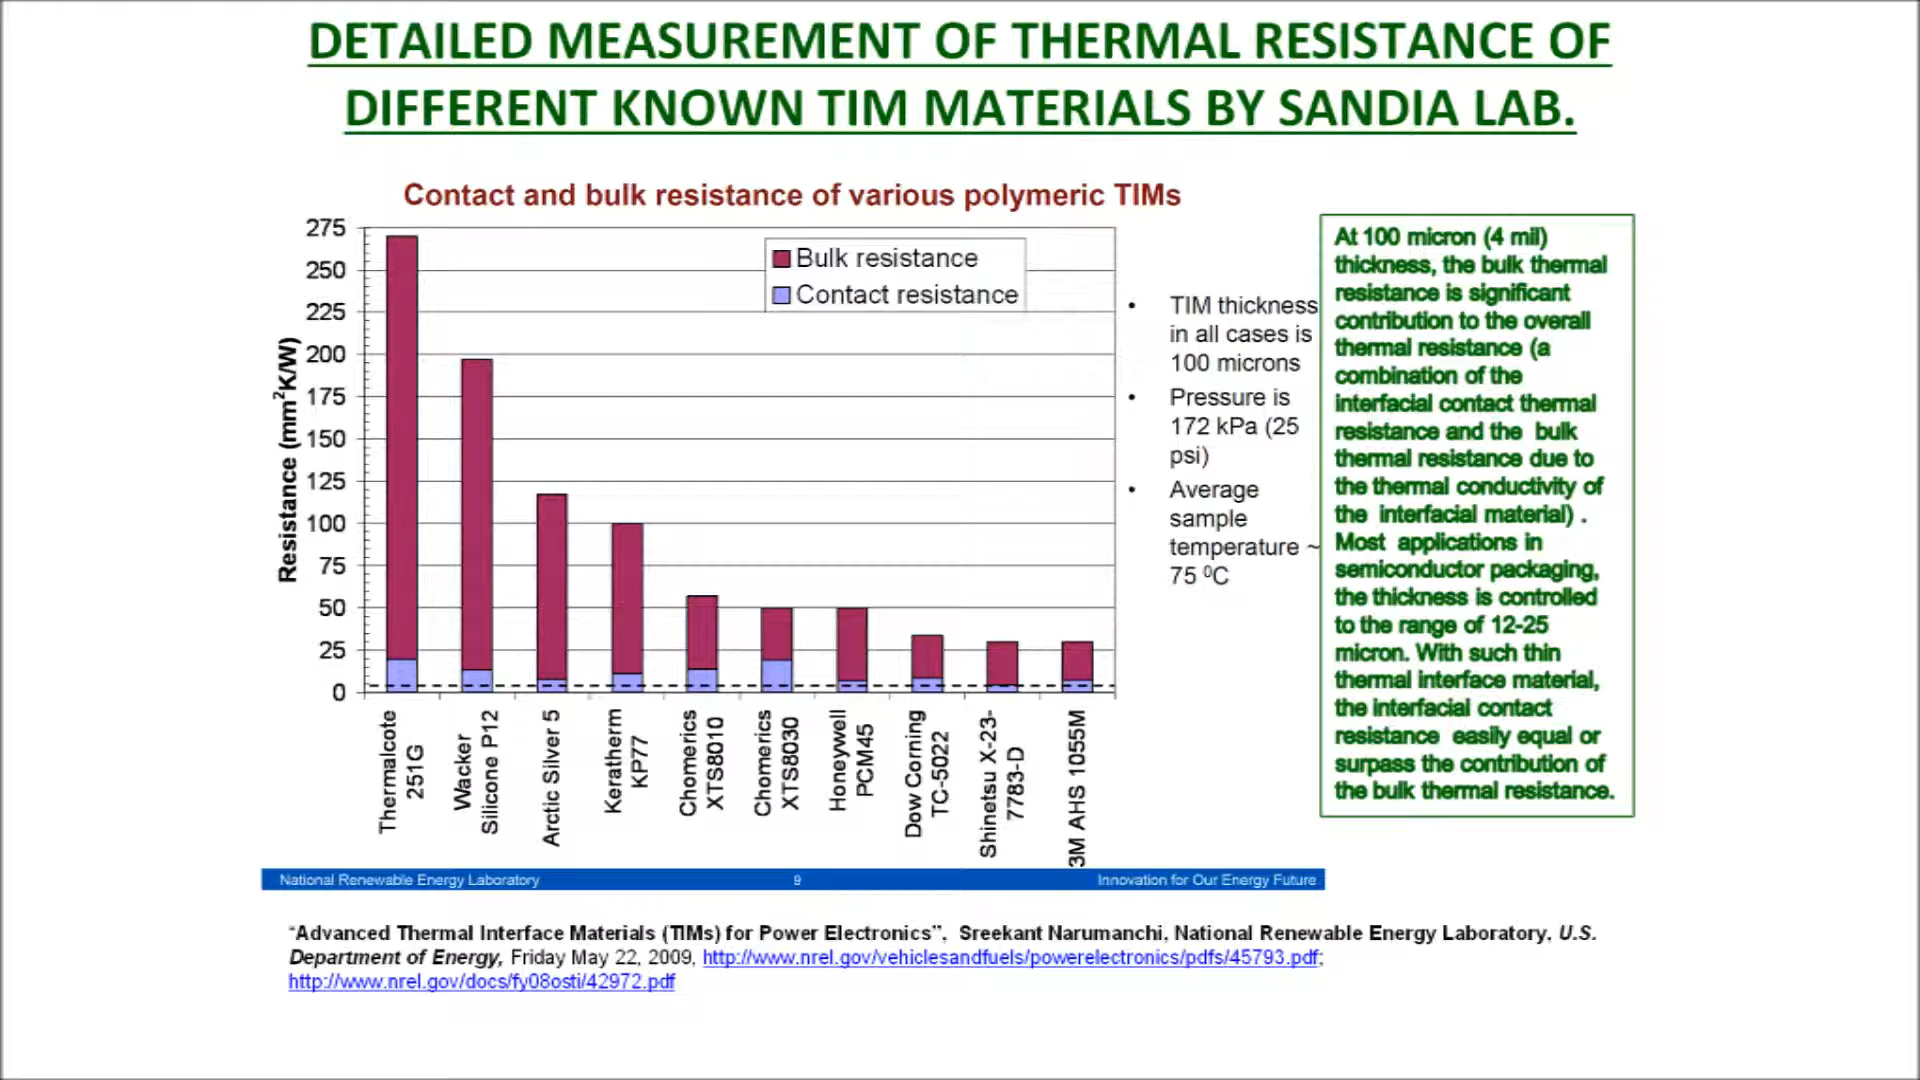 DETAILED MEASUREMENT OF THERMAL RESISTANCE OF
DIFFERENT KNOWN TIM MATERIALS BY SANDIA LAB.
Contact and bulk resistance of various polymeric TIMs
Resistance (mm²K/W)
275
250
225
200
175
150
125
100
75
50
25
0
Bulk resistance
Contact resistance
Thermalcote
251G
Wacker
Silicone P12
Arctic Silver 5
Keratherm
KP77
Chomerics
XTS8010
Chomerics
XTS8030
Honeywell
PCM45
Dow Corning
TC-5022
Shinetsu X-23-
7783-D
3M AHS 1055M
• TIM thickness
in all cases is
100 microns
• Pressure is
172 kPa (25
psi)
• Average
sample
temperature ~
75 ⁰C
At 100 micron (4 mil)
thickness, the bulk thermal
resistance is significant
contribution to the overall
thermal resistance (a
combination of the
interfacial contact thermal
resistance and the bulk
thermal resistance due to
the thermal conductivity of
the interfacial material) .
Most applications in
semiconductor packaging,
the thickness is controlled
to the range of 12-25
micron. With such thin
thermal interface material,
the interfacial contact
resistance easily equal or
surpass the contribution of
the bulk thermal resistance.
National Renewable Energy Laboratory 9 Innovation for Our Energy Future
"Advanced Thermal Interface Materials (TIMs) for Power Electronics", Sreekant Narumanchi, National Renewable Energy Laboratory, U.S.
Department of Energy, Friday May 22, 2009, http://www.nrel.gov/vehiclesandfuels/powerelectronics/pdfs/45793.pdf;
http://www.nrel.gov/docs/fy08osti/42972.pdf